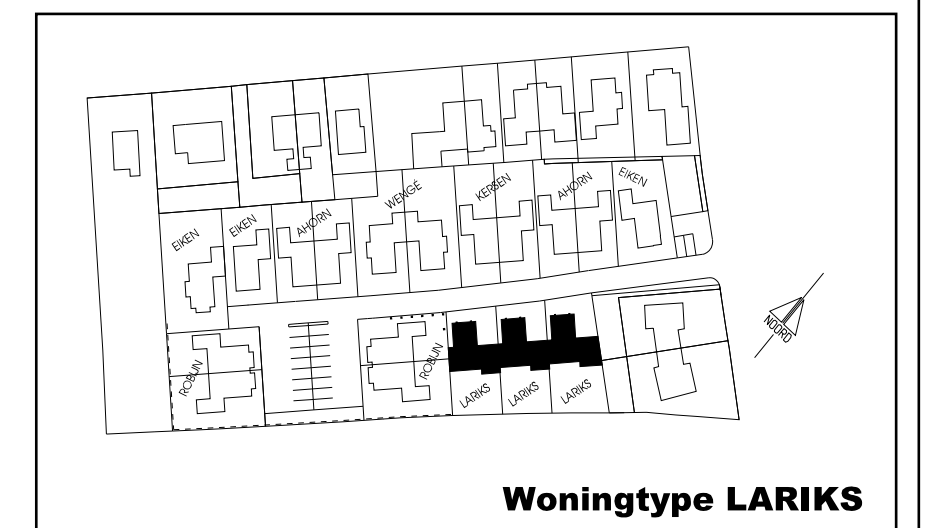 EIKEN
EIKEN
AHORN
WENGÉ
KERSEN
AHORN
EIKEN
NOORD
ROBIJN
ROBIJN
LARIKS
LARIKS
LARIKS
Woningtype LARIKS